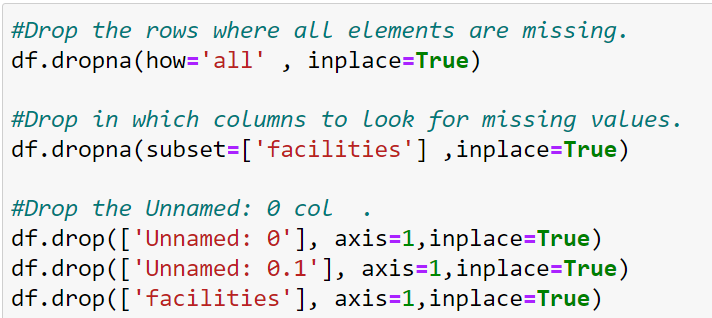 #Drop the rows where all elements are missing.
df.dropna(how='all' , inplace=True)
#Drop in which columns to look for missing values.
df.dropna(subset=['facilities'] ,inplace=True)
#Drop the Unnamed: 0 col  .
df.drop(['Unnamed: 0'], axis=1,inplace=True)
df.drop(['Unnamed: 0.1'], axis=1,inplace=True)
df.drop(['facilities'], axis=1,inplace=True)